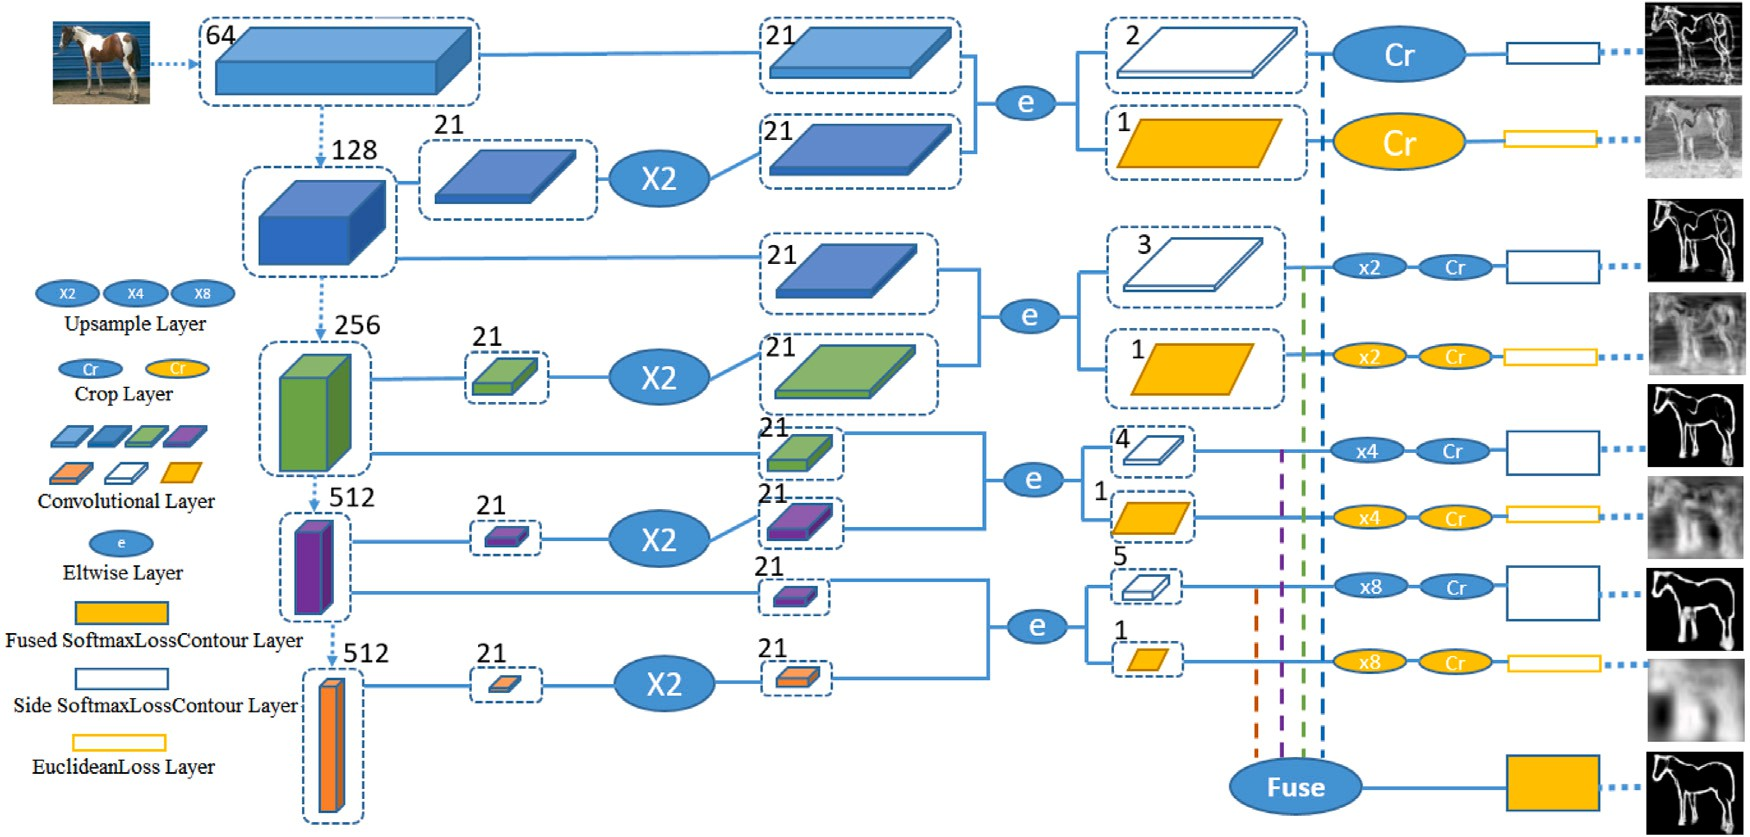 64
21
2
Cr
21
1
Cr
128
21
X2
21
3
x2
Cr
256
21
X2
21
1
x2
Cr
e
e
X2 X4 X8
Upsample Layer
Cr Cr
Crop Layer
Convolutional Layer
e
Eltwise Layer
Fused SoftmaxLossContour Layer
Side SoftmaxLossContour Layer
EuclideanLoss Layer
21
4
x4
Cr
512
21
X2
21
e
1
x4
Cr
21
5
x8
Cr
512
21
X2
21
e
1
x8
Cr
Fuse